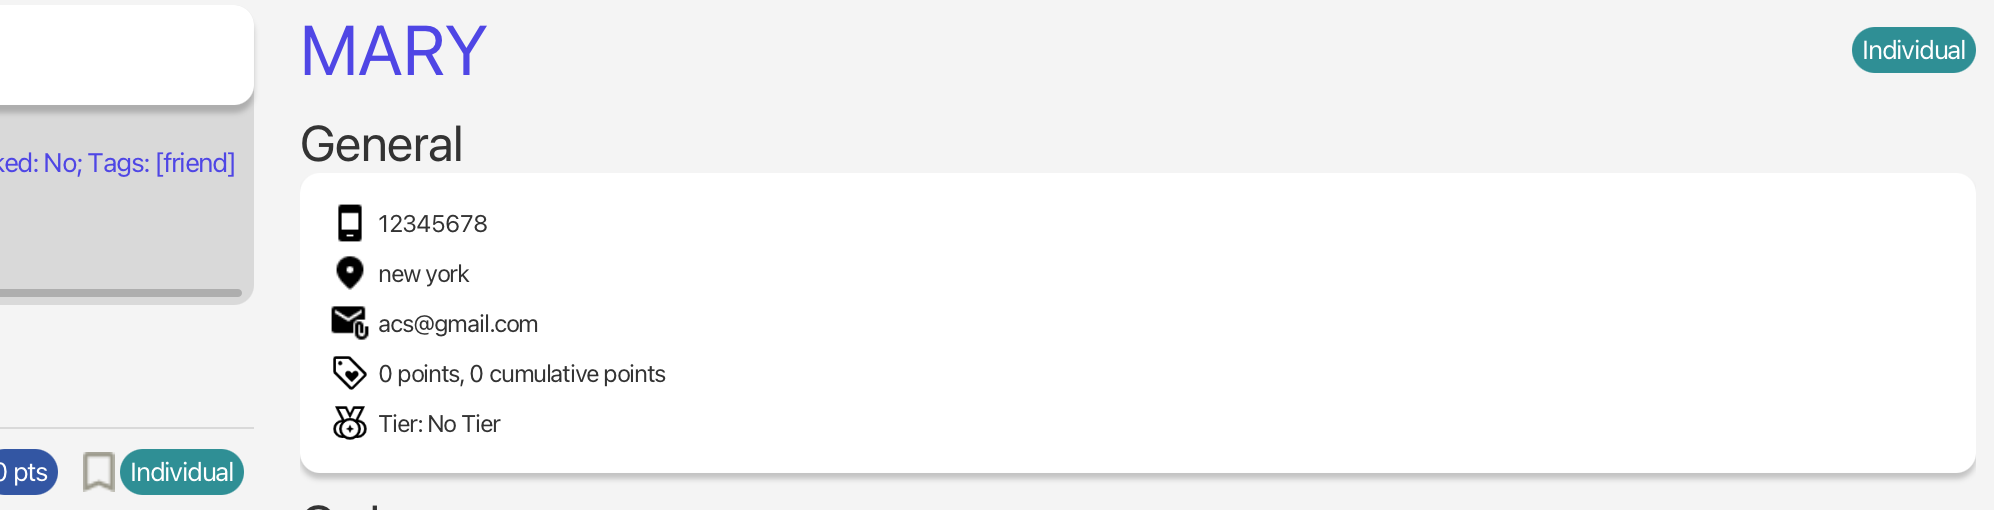 MARY
Individual
General
ked: No; Tags: [friend]
12345678
new york
acs@gmail.com
0 points, 0 cumulative points
Tier: No Tier
0 pts
Individual